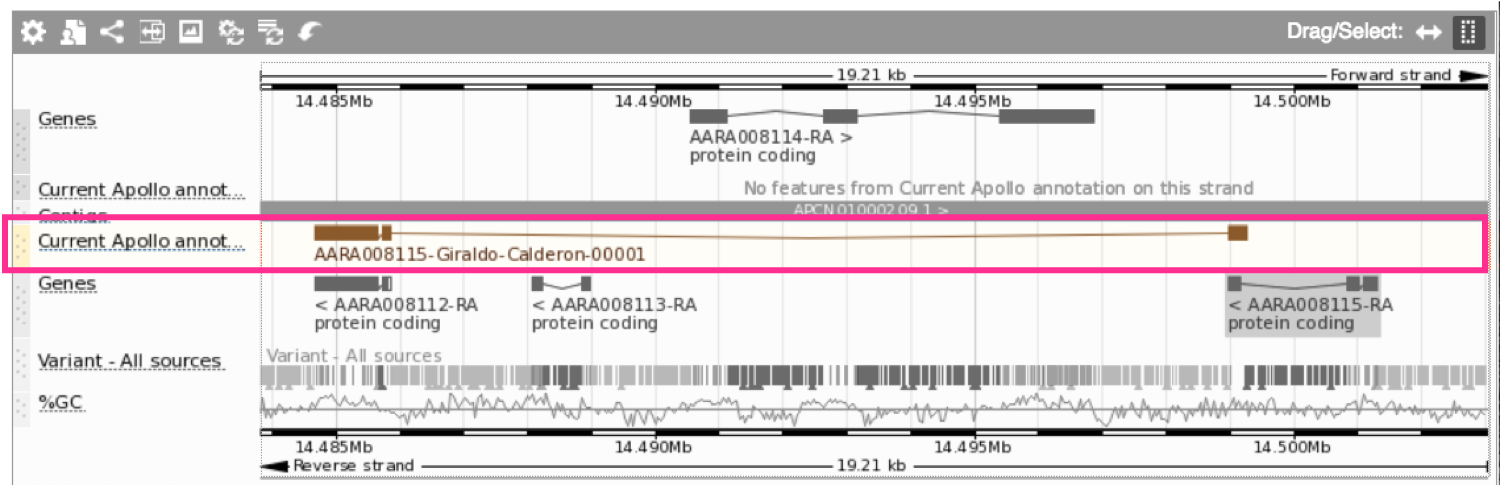 Drag/Select:
19.21 kb Forward strand
14.485Mb 14.490Mb 14.495Mb 14.500Mb
Genes
AARA008114-RA >
protein coding
Current Apollo annot...
No features from Current Apollo annotation on this strand
Contigs
APCN01000209.1 >
Current Apollo annot...
AARA008115-Giraldo-Calderon-00001
Genes
< AARA008112-RA
protein coding
< AARA008113-RA
protein coding
< AARA008115-RA
protein coding
Variant - All sources
Variant - All sources
%GC
14.485Mb 14.490Mb 14.495Mb 14.500Mb
Reverse strand 19.21 kb